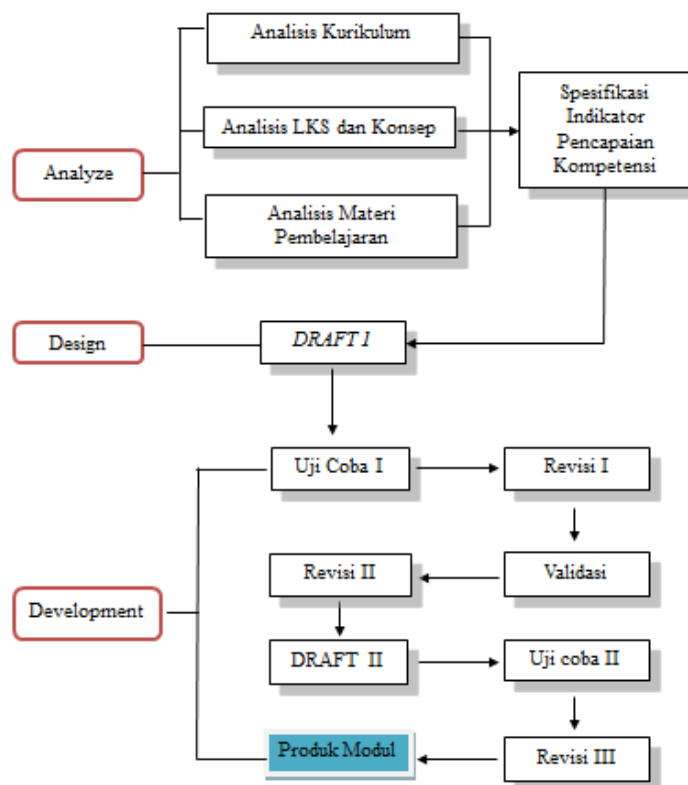 Analisis Kurikulum
Analisis LKS dan Konsep
Analyze
Analisis Materi
Pembelajaran
Spesifikasi
Indikator
Pencapaian
Kompetensi
Design
DRAFT I
Uji Coba I
Revisi I
Revisi II
Validasi
Development
DRAFT II
Uji coba II
Produk Modul
Revisi III